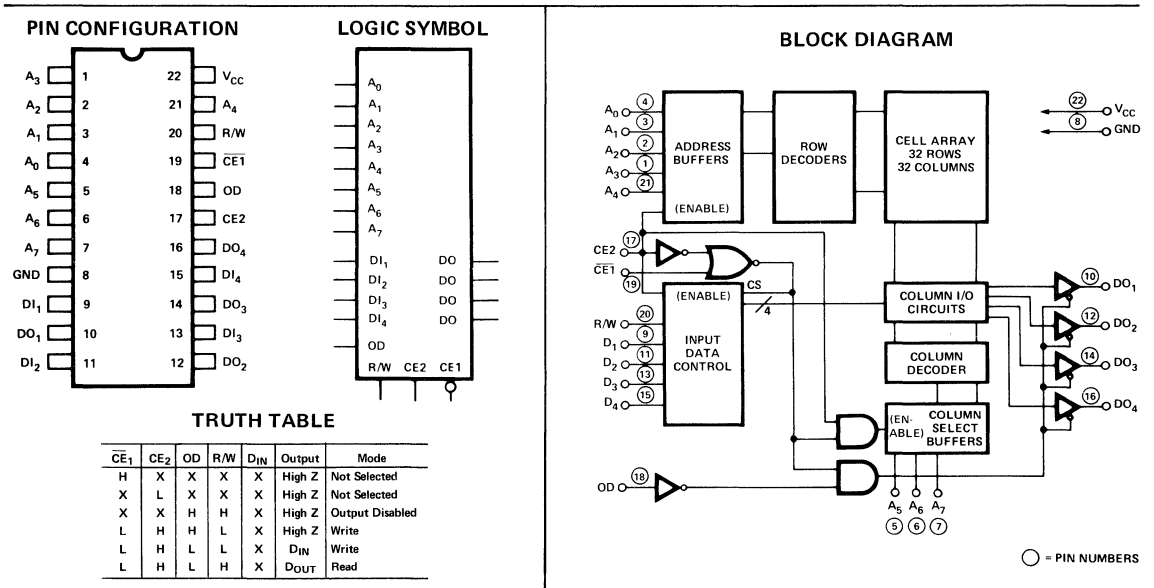 PIN CONFIGURATION
A3 1 22 VCC
A2 2 21 A4
A1 3 20 R/W
A0 4 19 CE1
A5 5 18 OD
A6 6 17 CE2
A7 7 16 DO4
GND 8 15 DI4
DI1 9 14 DO3
DO1 10 13 DI3
DI2 11 12 DO2
LOGIC SYMBOL
A0
A1
A2
A3
A4
A5
A6
A7
DI1 DO
DI2 DO
DI3 DO
DI4 DO
OD
R/W CE2 CE1
TRUTH TABLE
CE1 CE2 OD R/W DIN Output Mode
H X X X X High Z Not Selected
X L X X X High Z Not Selected
X X H H X High Z Output Disabled
L H H L X High Z Write
L H L L X DIN Write
L H L H X DOUT Read
BLOCK DIAGRAM
A0 4
A1 3
A2 2
A3 1
A4 21
ADDRESS
BUFFERS
(ENABLE)
ROW
DECODERS
CELL ARRAY
32 ROWS
32 COLUMNS
22 VCC
8 GND
CE2 17
CE1 19
CS
4
(ENABLE)
INPUT
DATA
CONTROL
R/W 20
D1 9
D2 11
D3 13
D4 15
COLUMN I/O
CIRCUITS
COLUMN
DECODER
(EN-
ABLE)
COLUMN
SELECT
BUFFERS
10 DO1
12 DO2
14 DO3
16 DO4
OD 18
A5 A6 A7
5 6 7
= PIN NUMBERS